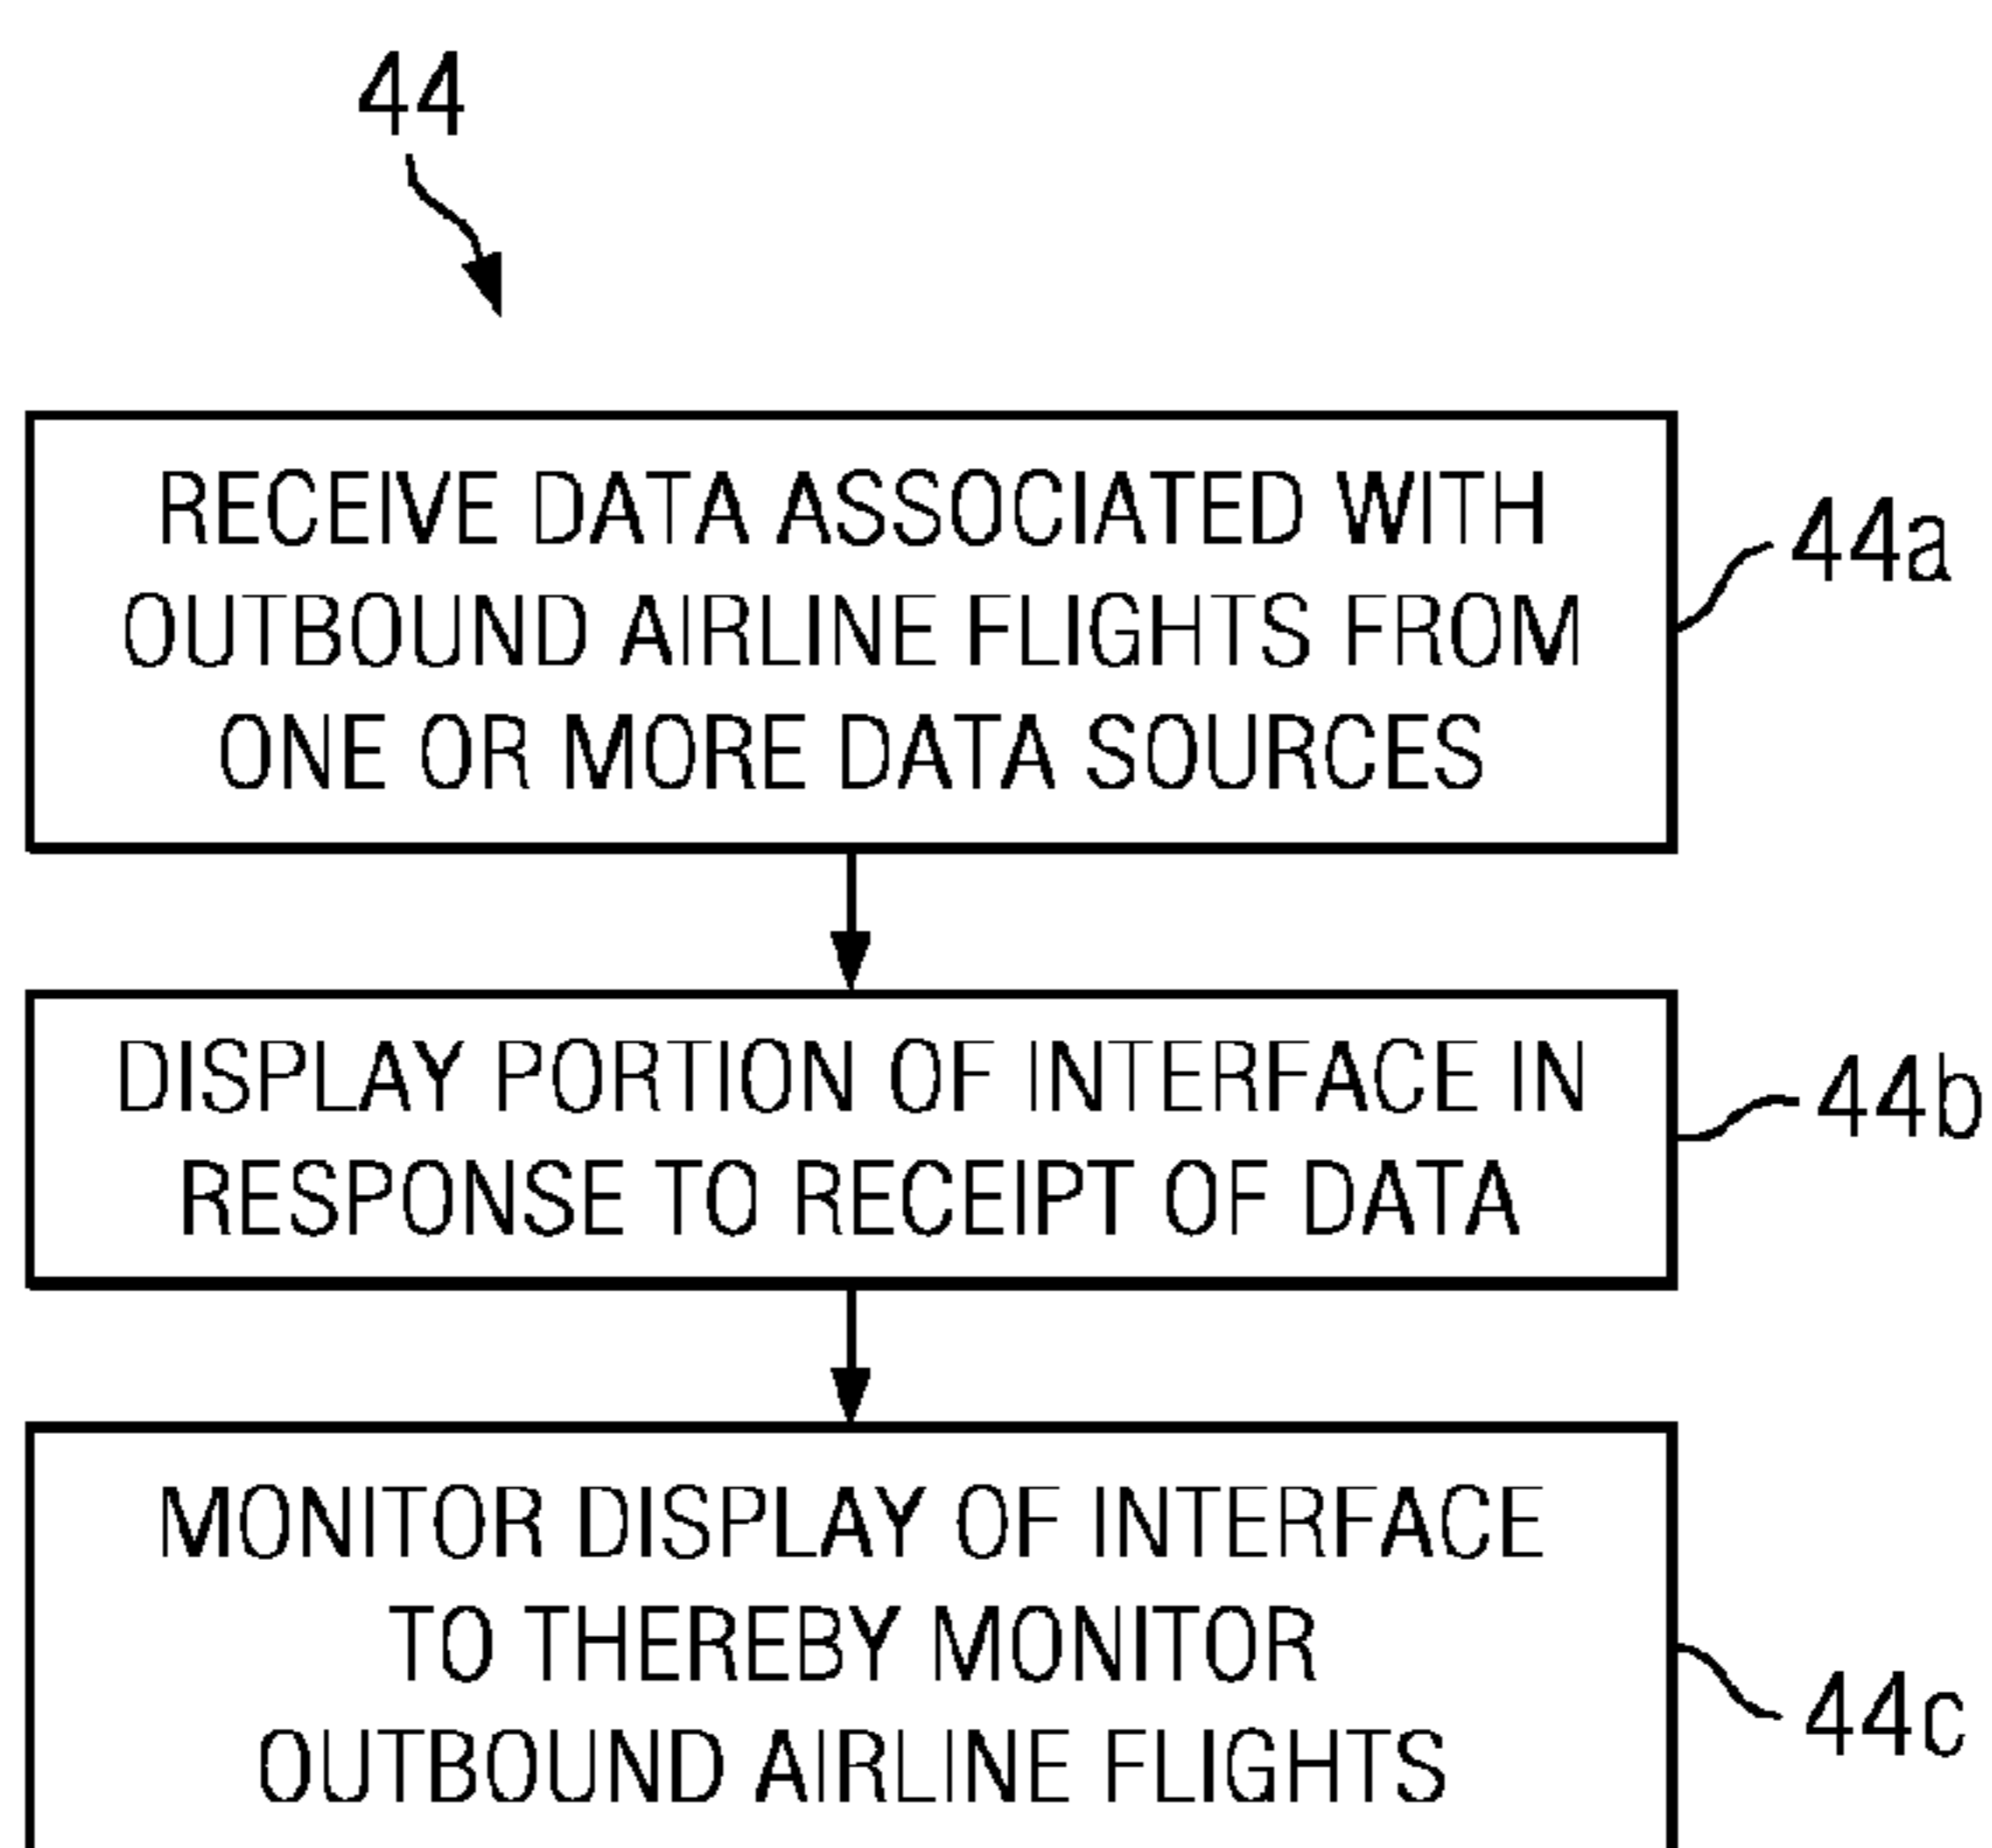 44
RECEIVE DATA ASSOCIATED WITH
OUTBOUND AIRLINE FLIGHTS FROM
ONE OR MORE DATA SOURCES
44a
DISPLAY PORTION OF INTERFACE IN
RESPONSE TO RECEIPT OF DATA
44b
MONITOR DISPLAY OF INTERFACE
TO THEREBY MONITOR
OUTBOUND AIRLINE FLIGHTS
44c